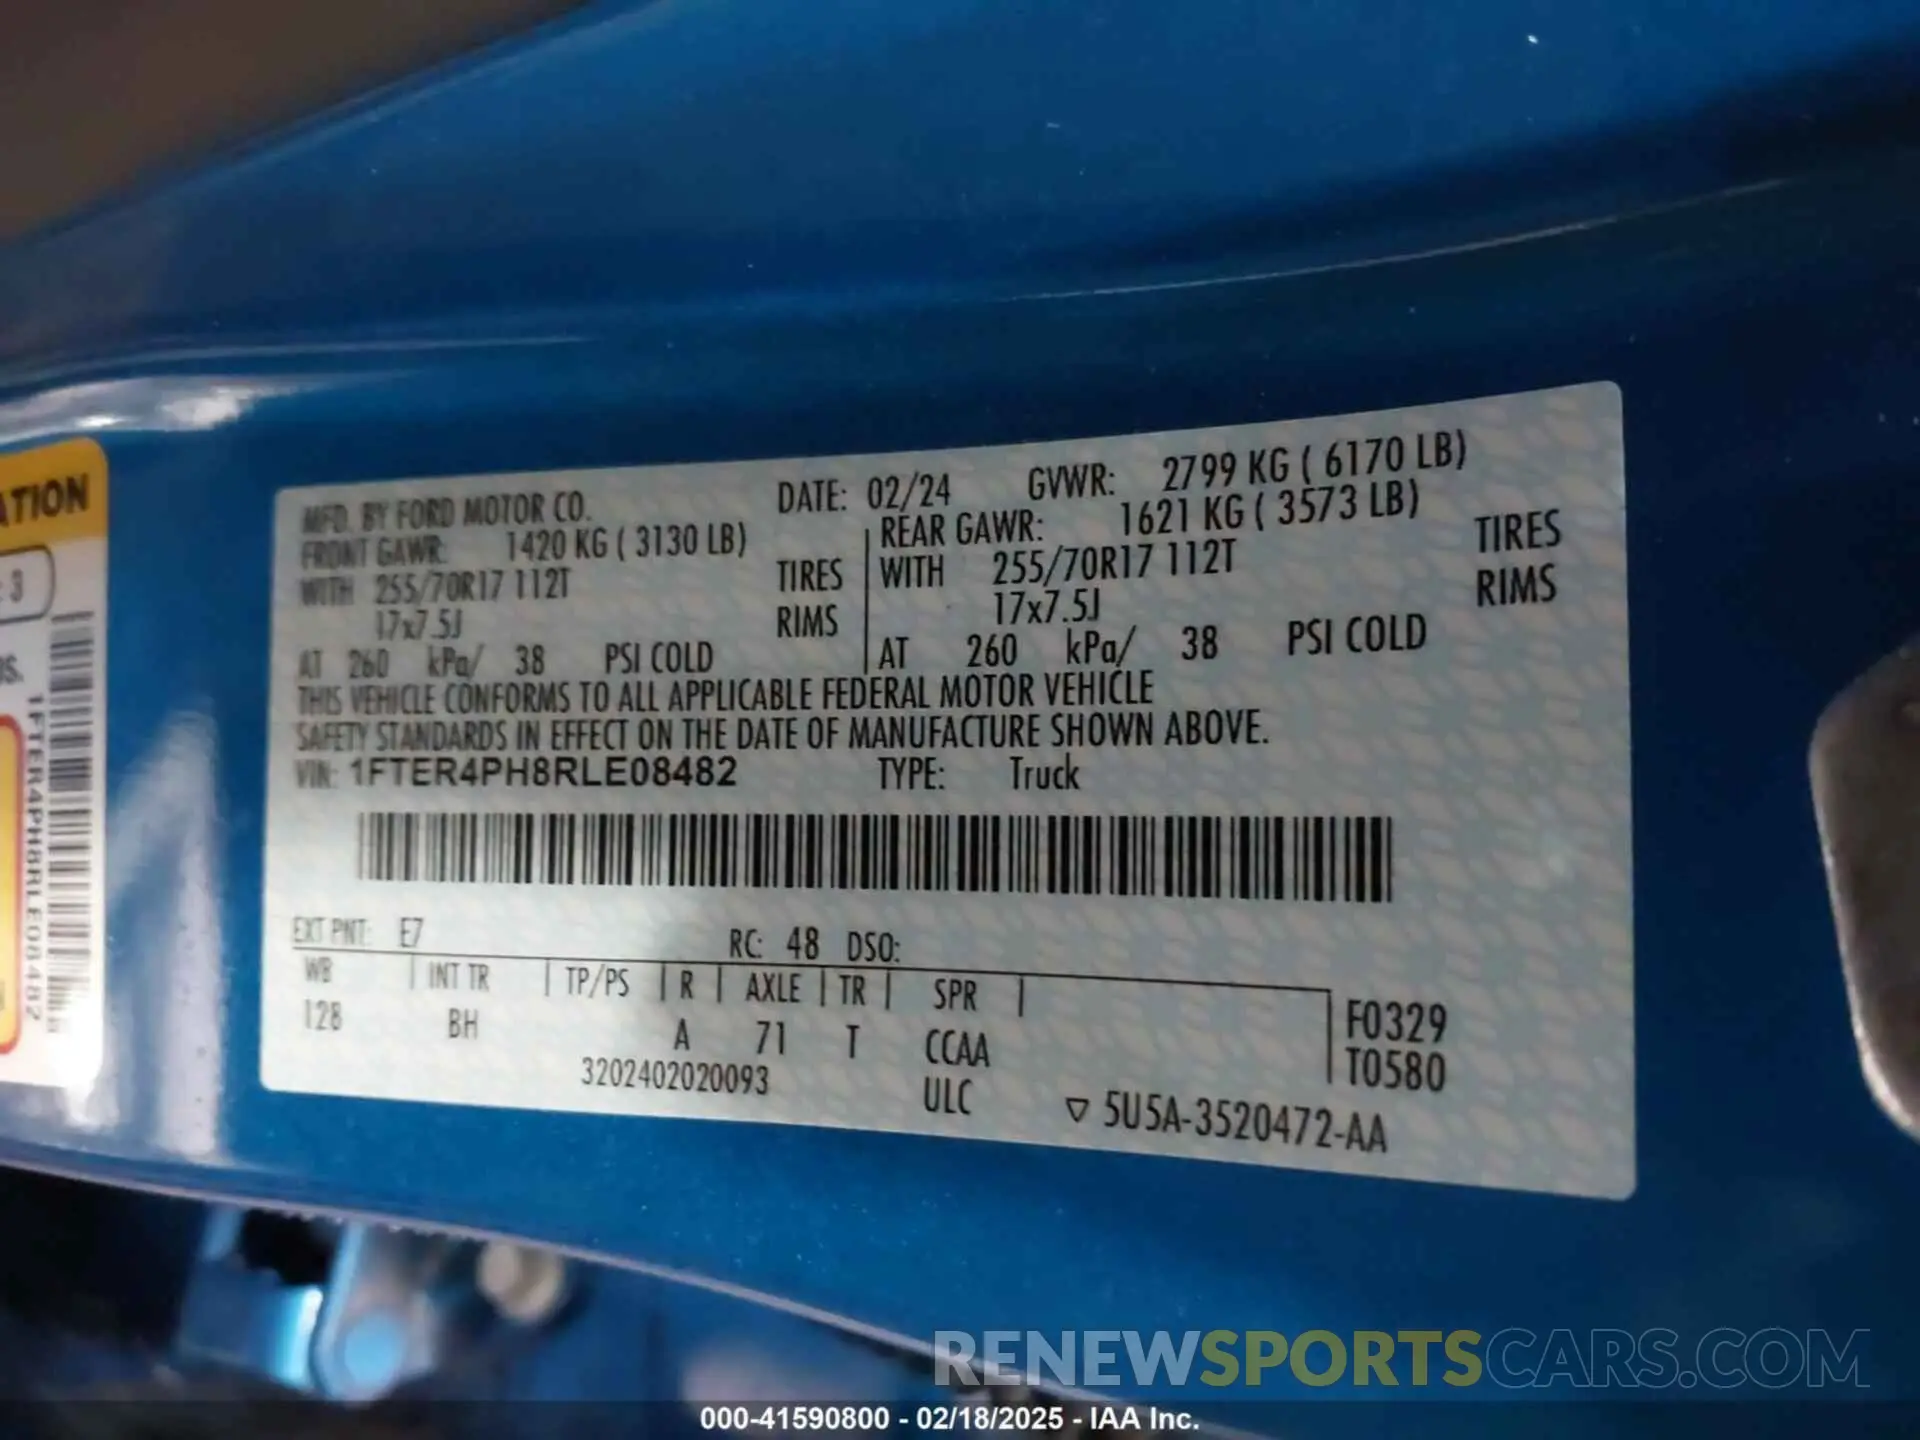 MFD. BY FORD MOTOR CO. DATE: 02/24 GVWR: 2799 KG ( 6170 LB)
FRONT GAWR: 1420 KG ( 3130 LB) REAR GAWR: 1621 KG ( 3573 LB)
WITH 255/70R17 112T TIRES WITH 255/70R17 112T TIRES
17x7.5J RIMS 17x7.5J RIMS
AT 260 kPa/ 38 PSI COLD AT 260 kPa/ 38 PSI COLD
THIS VEHICLE CONFORMS TO ALL APPLICABLE FEDERAL MOTOR VEHICLE
SAFETY STANDARDS IN EFFECT ON THE DATE OF MANUFACTURE SHOWN ABOVE.
VIN: 1FTER4PH8RLE08482 TYPE: Truck
EXT PNT: E7 RC: 48 DSO:
WB | INT TR | TP/PS | R | AXLE | TR | SPR |
128 BH A 71 T CCAA
F0329
T0580
3202402020093 ULC ▽ 5U5A-3520472-AA
ATION
: 3
1FTER4PH8RLE08482
RENEWSPORTSCARS.COM
000-41590800 - 02/18/2025 - IAA Inc.